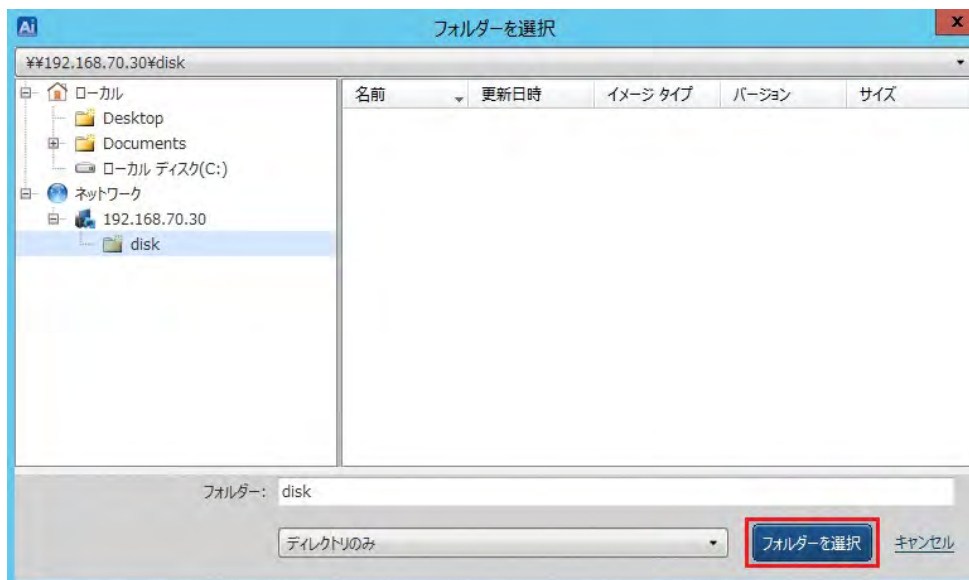 Ai フォルダーを選択 x
¥¥192.168.70.30¥disk
ローカル
Desktop
Documents
ローカル ディスク(C:)
ネットワーク
192.168.70.30
disk
名前 更新日時 イメージ タイプ バージョン サイズ
フォルダー: disk
ディレクトリのみ フォルダーを選択 キャンセル